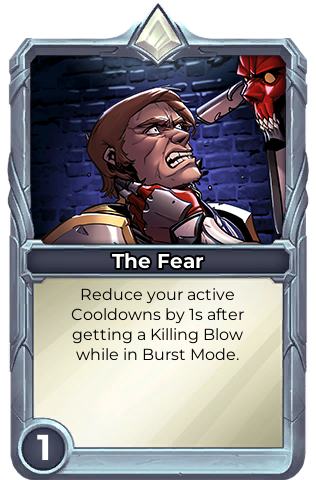 The Fear
Reduce your active
Cooldowns by 1s after
getting a Killing Blow
while in Burst Mode.
1